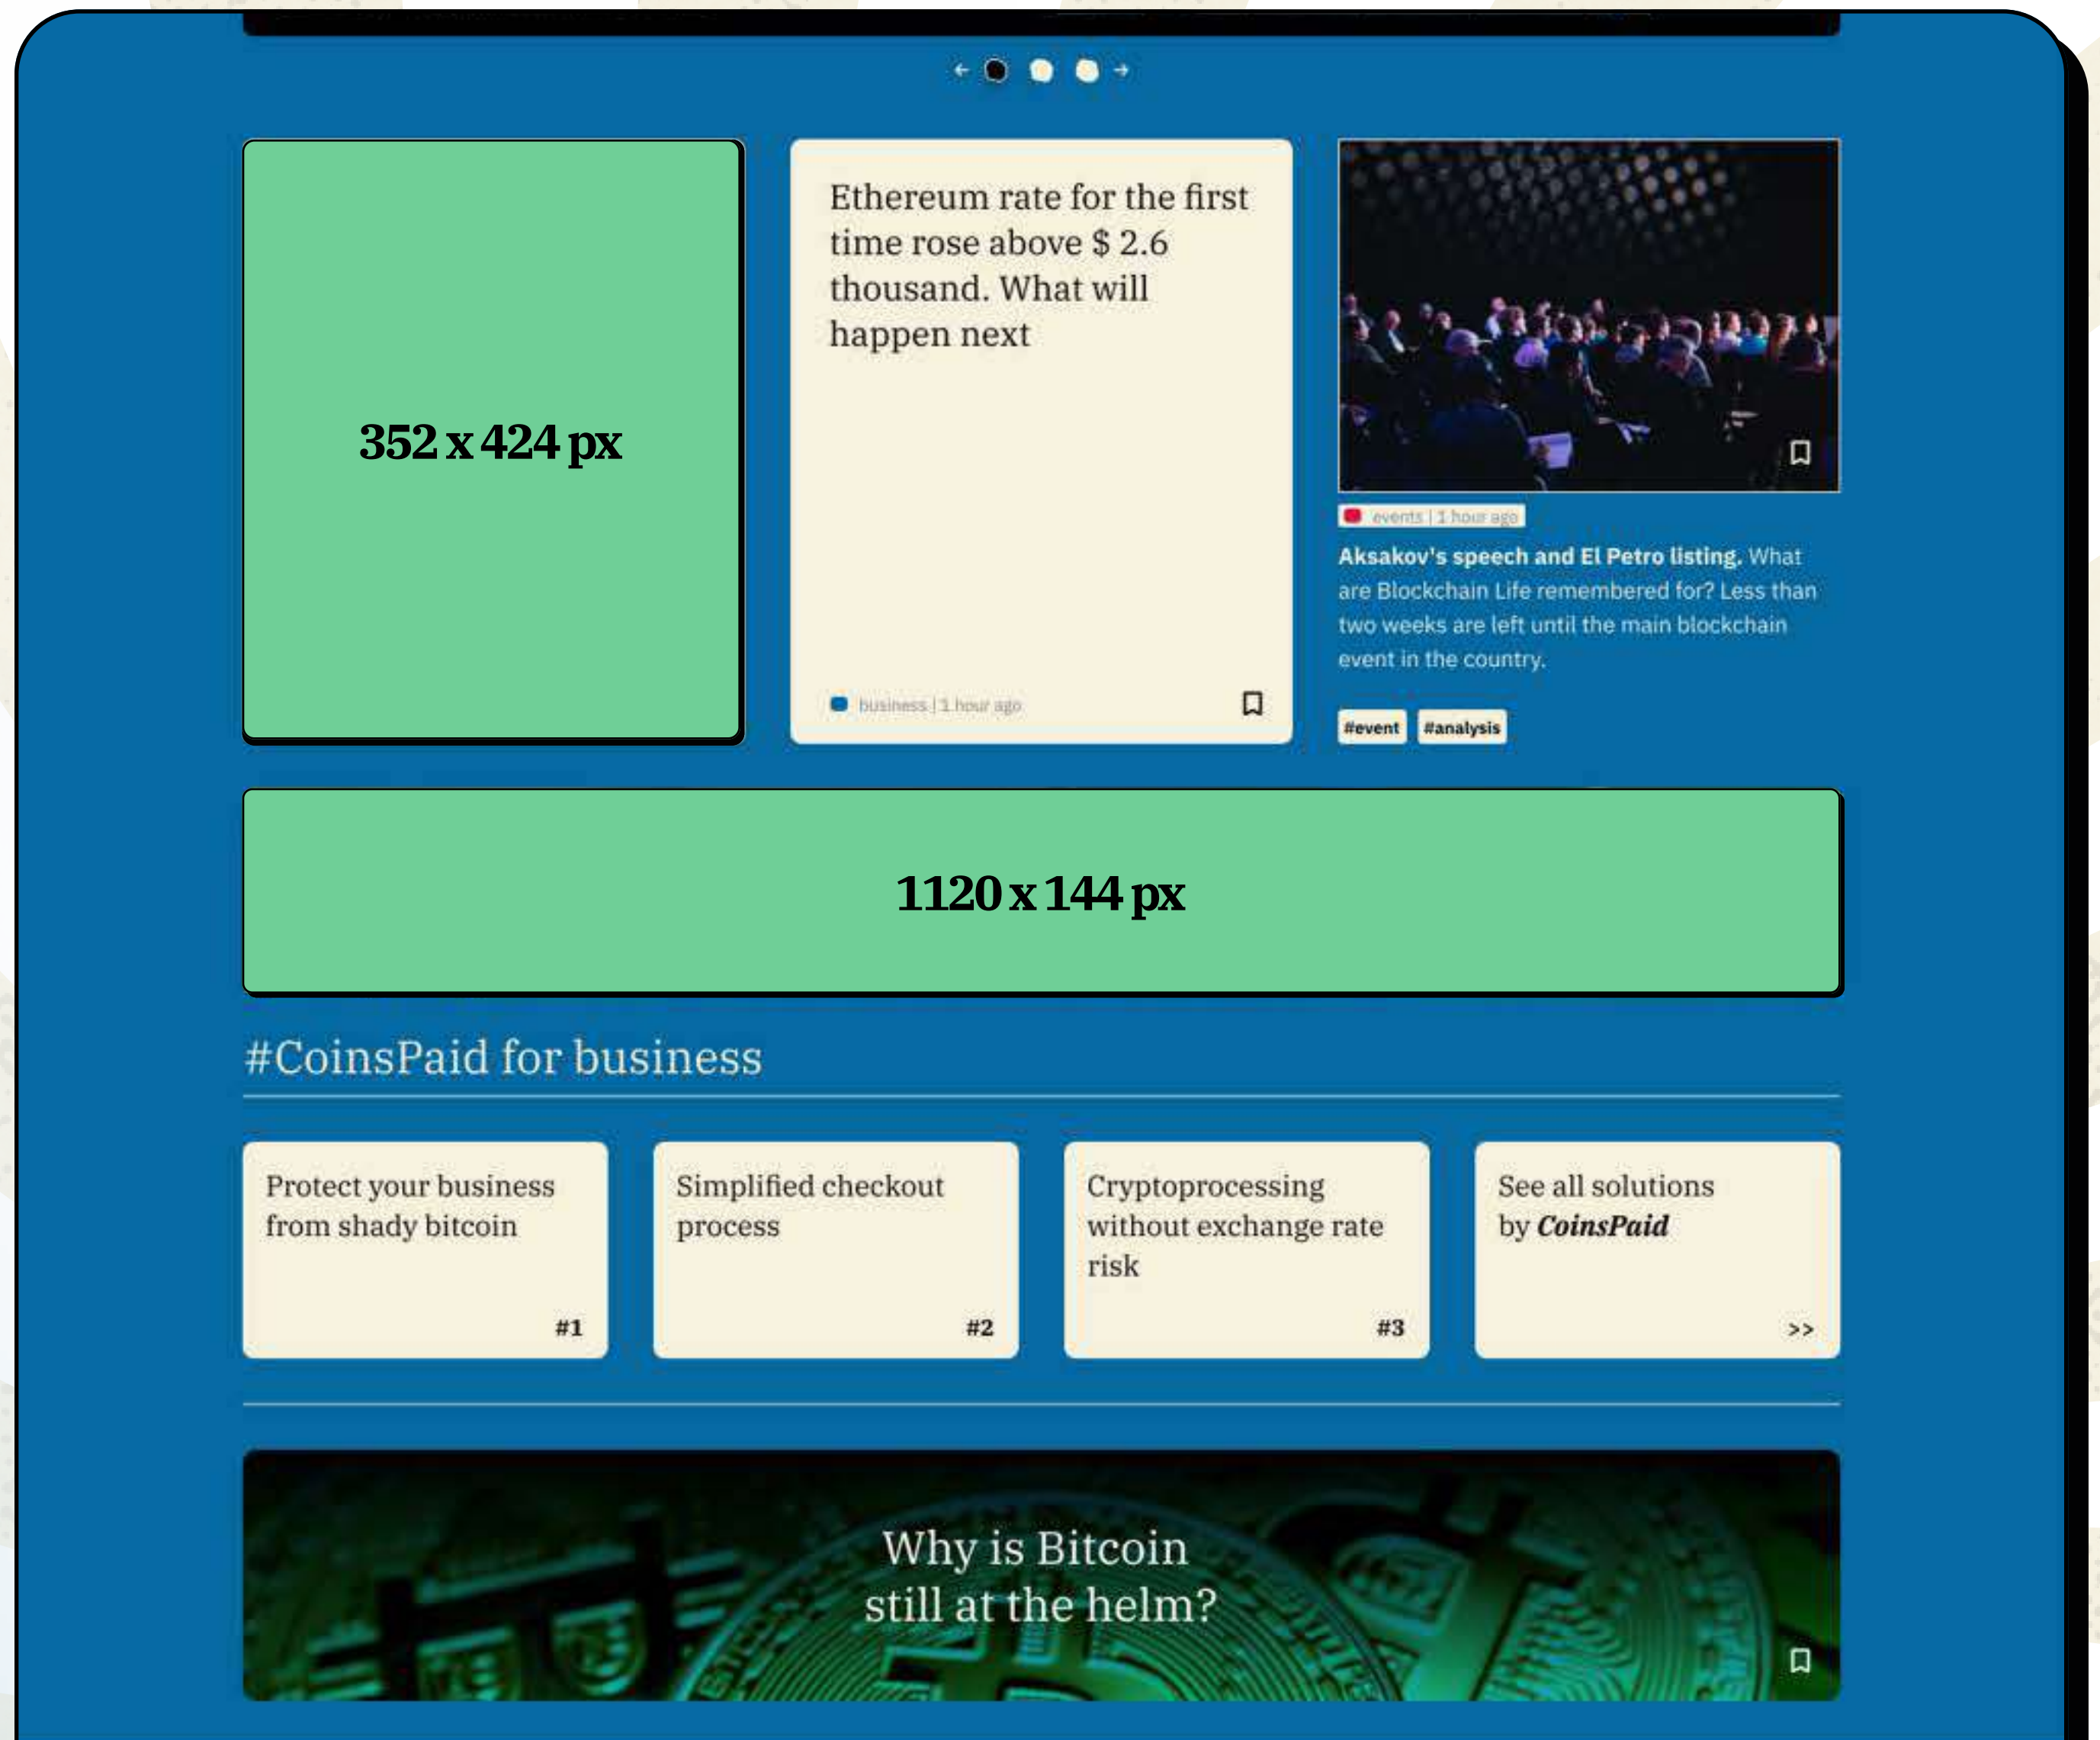 352 x 424 px
Ethereum rate for the first
time rose above $ 2.6
thousand. What will
happen next
business | 1 hour ago
events | 1 hour ago
Aksakov's speech and El Petro listing. What
are Blockchain Life remembered for? Less than
two weeks are left until the main blockchain
event in the country.
#event #analysis
1120 x 144 px
#CoinsPaid for business
Protect your business
from shady bitcoin
#1
Simplified checkout
process
#2
Cryptoprocessing
without exchange rate
risk
#3
See all solutions
by CoinsPaid
>>
Why is Bitcoin
still at the helm?